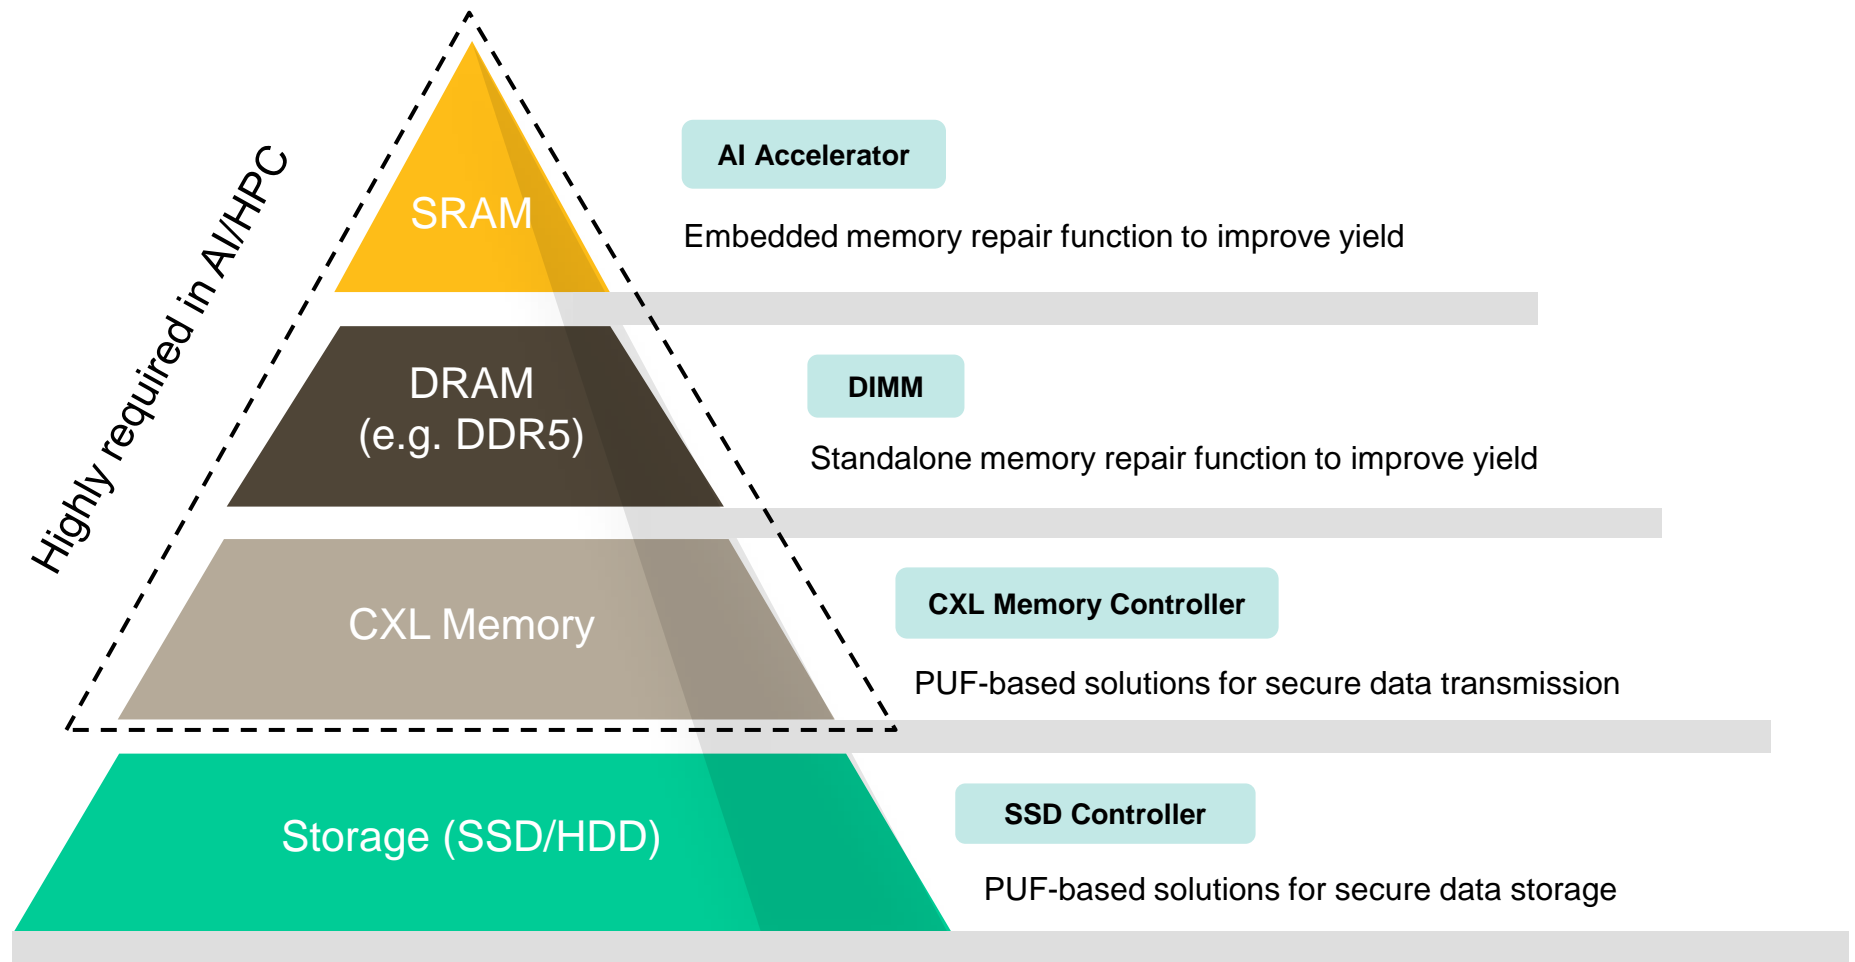 Highly required in AI/HPC
SRAM
AI Accelerator
Embedded memory repair function to improve yield
DRAM
(e.g. DDR5)
DIMM
Standalone memory repair function to improve yield
CXL Memory
CXL Memory Controller
PUF-based solutions for secure data transmission
Storage (SSD/HDD)
SSD Controller
PUF-based solutions for secure data storage